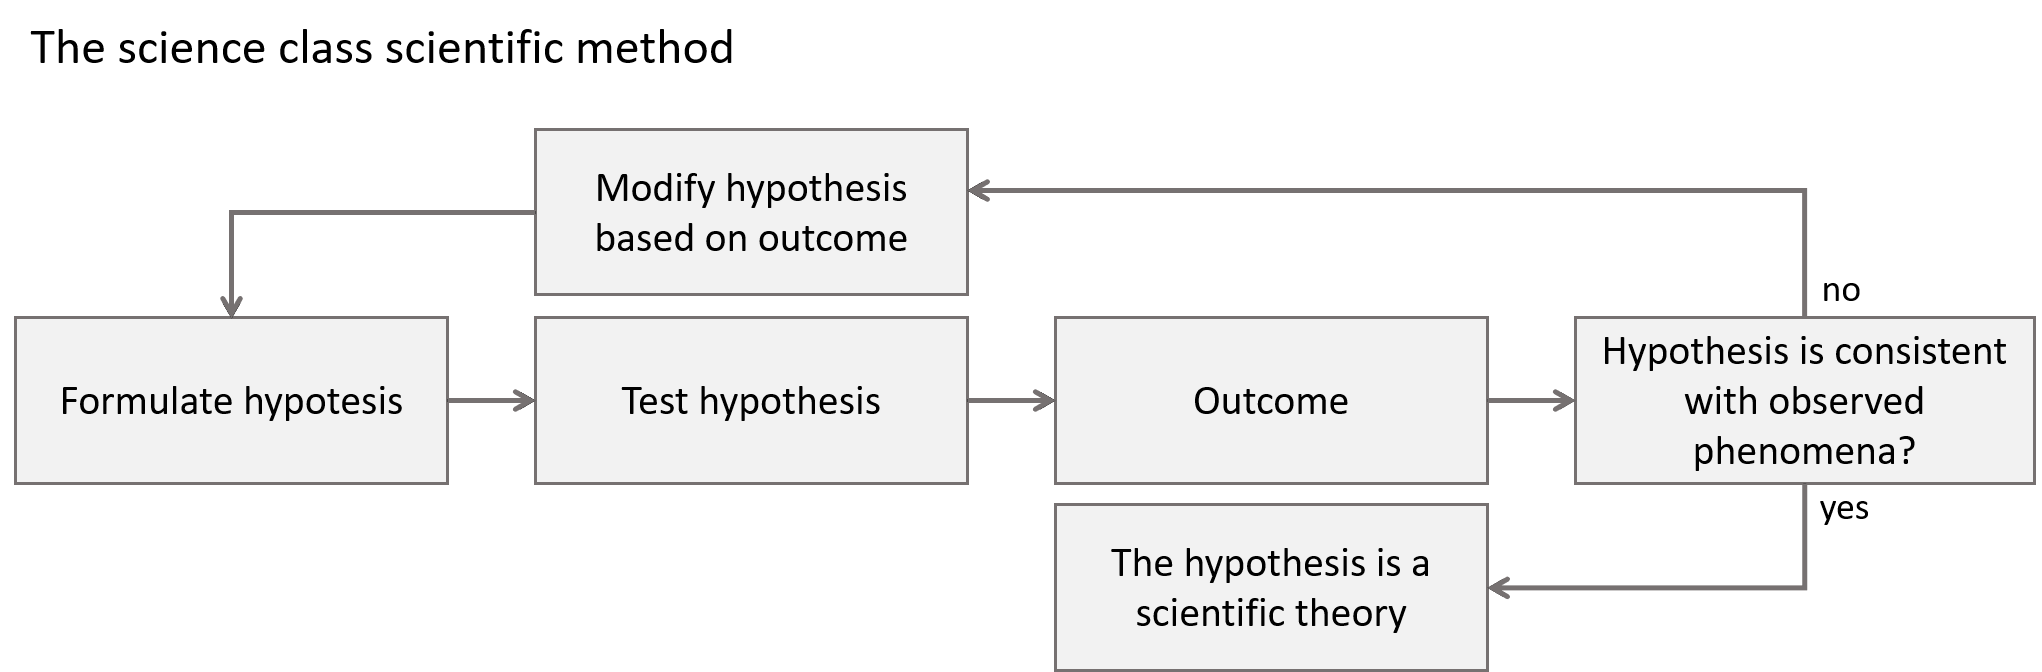 The science class scientific method
Modify hypothesis
based on outcome
no
Formulate hypotesis
Test hypothesis
Outcome
Hypothesis is consistent
with observed
phenomena?
yes
The hypothesis is a
scientific theory